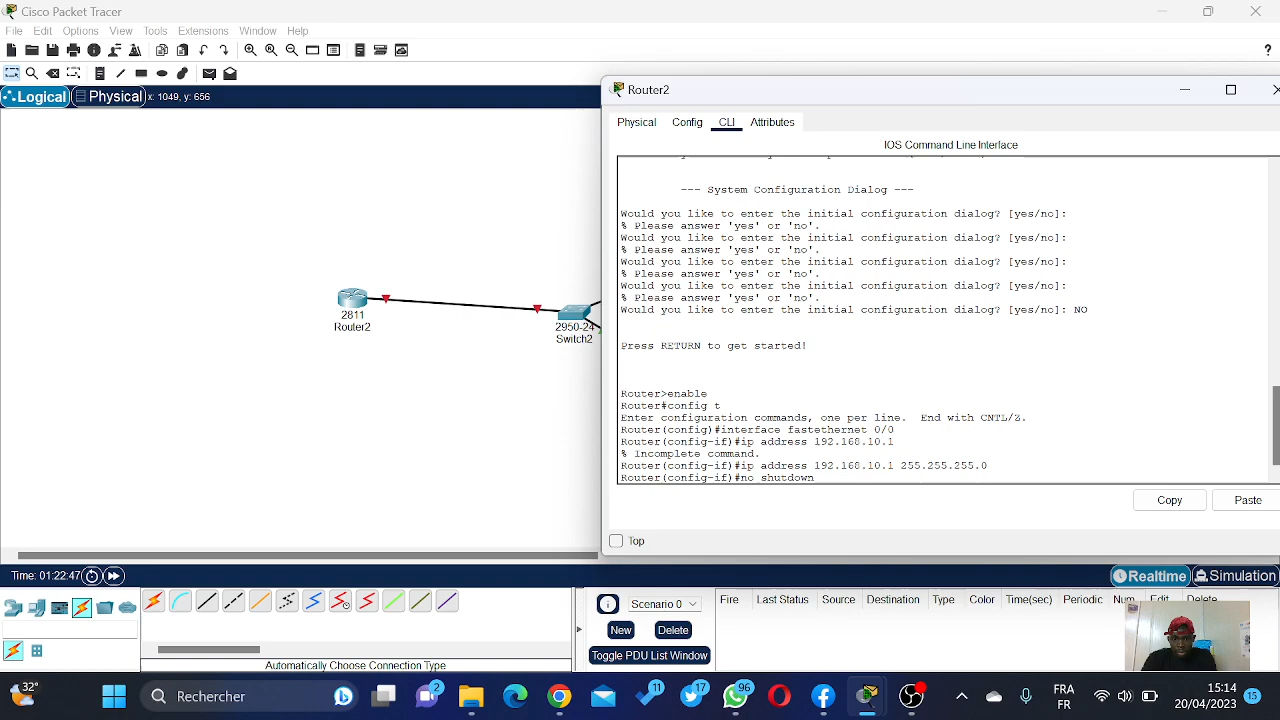 Cisco Packet Tracer
File Edit Options View Tools Extensions Window Help
?
Logical Physical x: 1049, y: 656
Router2
Physical Config CLI Attributes
IOS Command Line Interface
--- System Configuration Dialog ---
Would you like to enter the initial configuration dialog? [yes/no]:
% Please answer 'yes' or 'no'.
Would you like to enter the initial configuration dialog? [yes/no]:
% Please answer 'yes' or 'no'.
Would you like to enter the initial configuration dialog? [yes/no]:
% Please answer 'yes' or 'no'.
Would you like to enter the initial configuration dialog? [yes/no]:
% Please answer 'yes' or 'no'.
Would you like to enter the initial configuration dialog? [yes/no]: NO
Press RETURN to get started!
Router>enable
Router#config t
Enter configuration commands, one per line. End with CNTL/Z.
Router(config)#interface fastethernet 0/0
Router(config-if)#ip address 192.168.10.1
% Incomplete command.
Router(config-if)#ip address 192.168.10.1 255.255.255.0
Router(config-if)#no shutdown
Copy Paste
Top
2811
Router2
2950-24
Switch2
Time: 01:22:47
Realtime Simulation
Scenario 0
New Delete
Toggle PDU List Window
Fire Last Status Source Destination Type Color Time(sec) Periodic Num Edit Delete
Automatically Choose Connection Type
32°
Rechercher
2
11
17
96
FRA
FR
15:14
20/04/2023
15